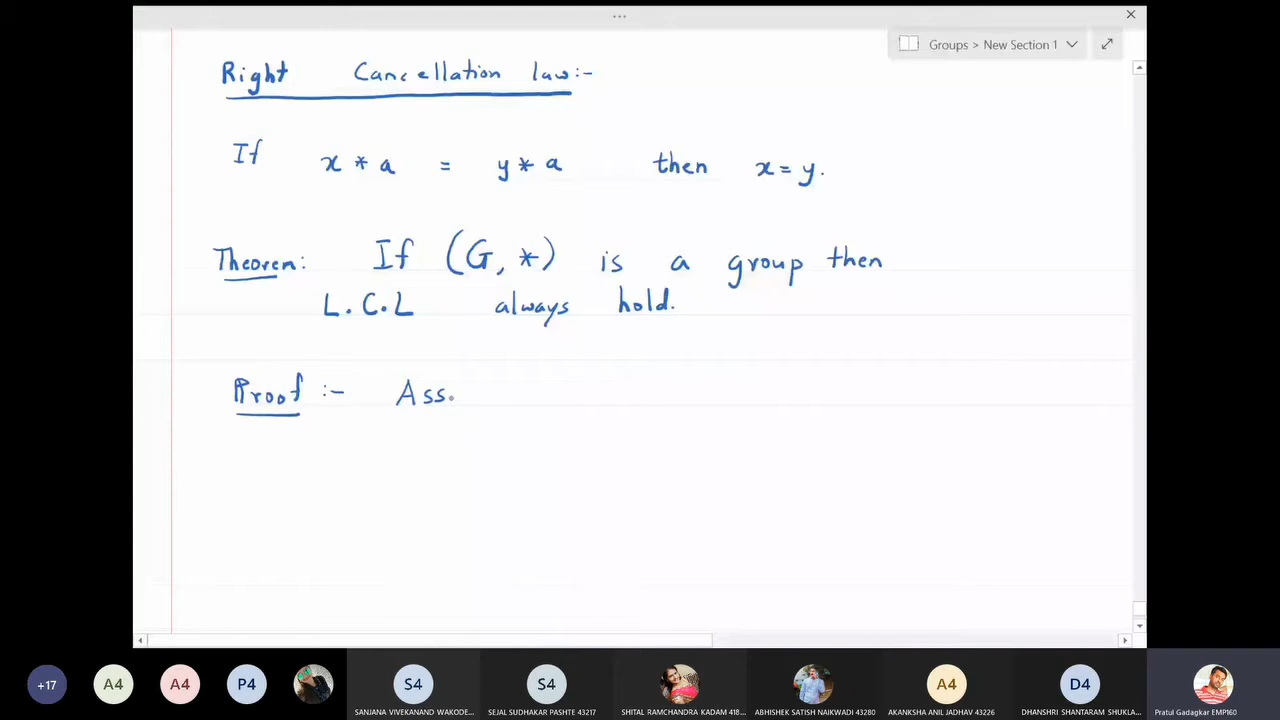 ...
Groups > New Section 1
Right Cancellation law:-
If x * a = y * a then x = y.
Theorem: If (G, *) is a group then
L.C.L always hold.
Proof :- Ass.
+17
A4
A4
P4
S4
S4
A4
D4
SANJANA VIVEKANAND WAKODE...
SEJAL SUDHAKAR PASHTE 43217
SHITAL RAMCHANDRA KADAM 418...
ABHISHEK SATISH NAIKWADI 43280
AKANKSHA ANIL JADHAV 43226
DHANSHRI SHANTARAM SHUKLA...
Pratul Gadagkar EMP160